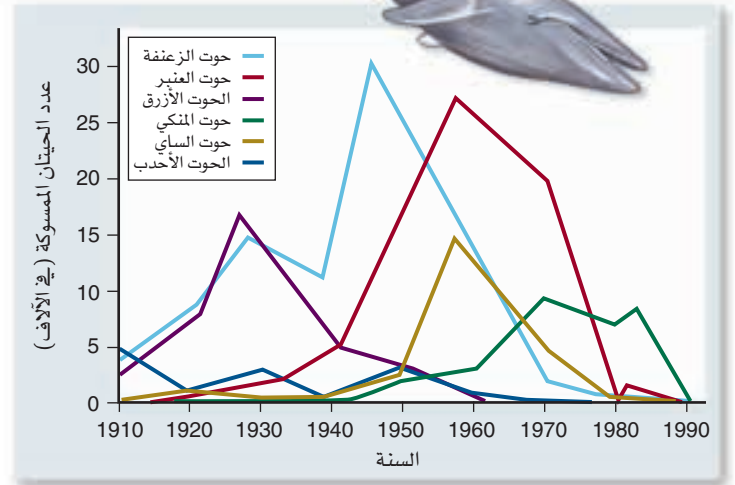 حوت الزعنفة
حوت العنبر
الحوت الأزرق
حوت المنكي
حوت الساي
الحوت الأحدب
عدد الحيتان الممسوكة (في الآلاف)
30
25
20
15
10
5
0
1910 1920 1930 1940 1950 1960 1970 1980 1990
السنة